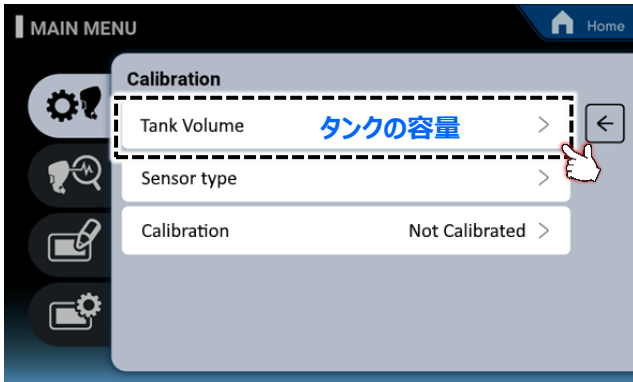 MAIN MENU
Home
Calibration
Tank Volume タンクの容量
Sensor type
Calibration Not Calibrated